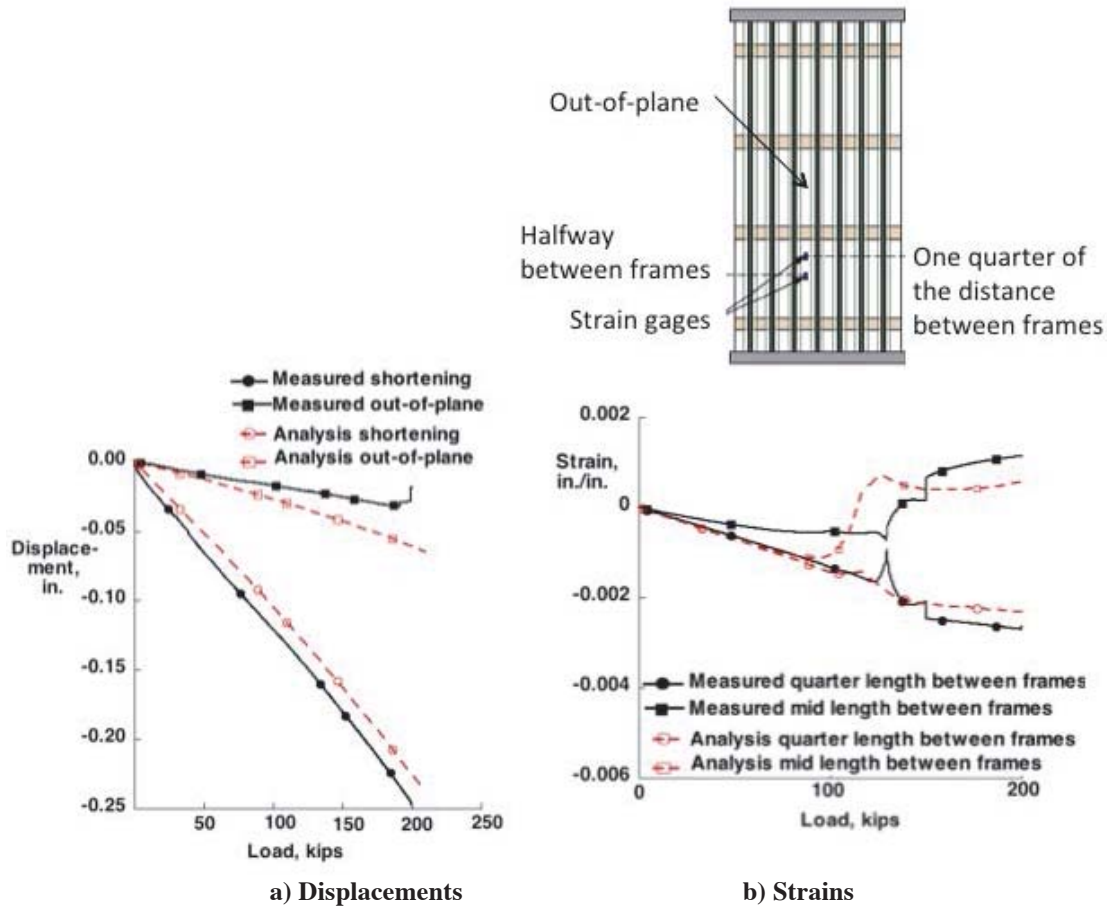 Out-of-plane
Halfway
between frames
Strain gages
One quarter of
the distance
between frames
Measured shortening
Measured out-of-plane
Analysis shortening
Analysis out-of-plane
0.00
-0.05
Displace-
ment,
in.
-0.10
-0.15
-0.20
-0.25
50
100
150
200
250
Load, kips
a) Displacements
0.002
Strain,
in./in.
0
-0.002
-0.004
-0.006
Measured quarter length between frames
Measured mid length between frames
Analysis quarter length between frames
Analysis mid length between frames
0
100
200
Load, kips
b) Strains